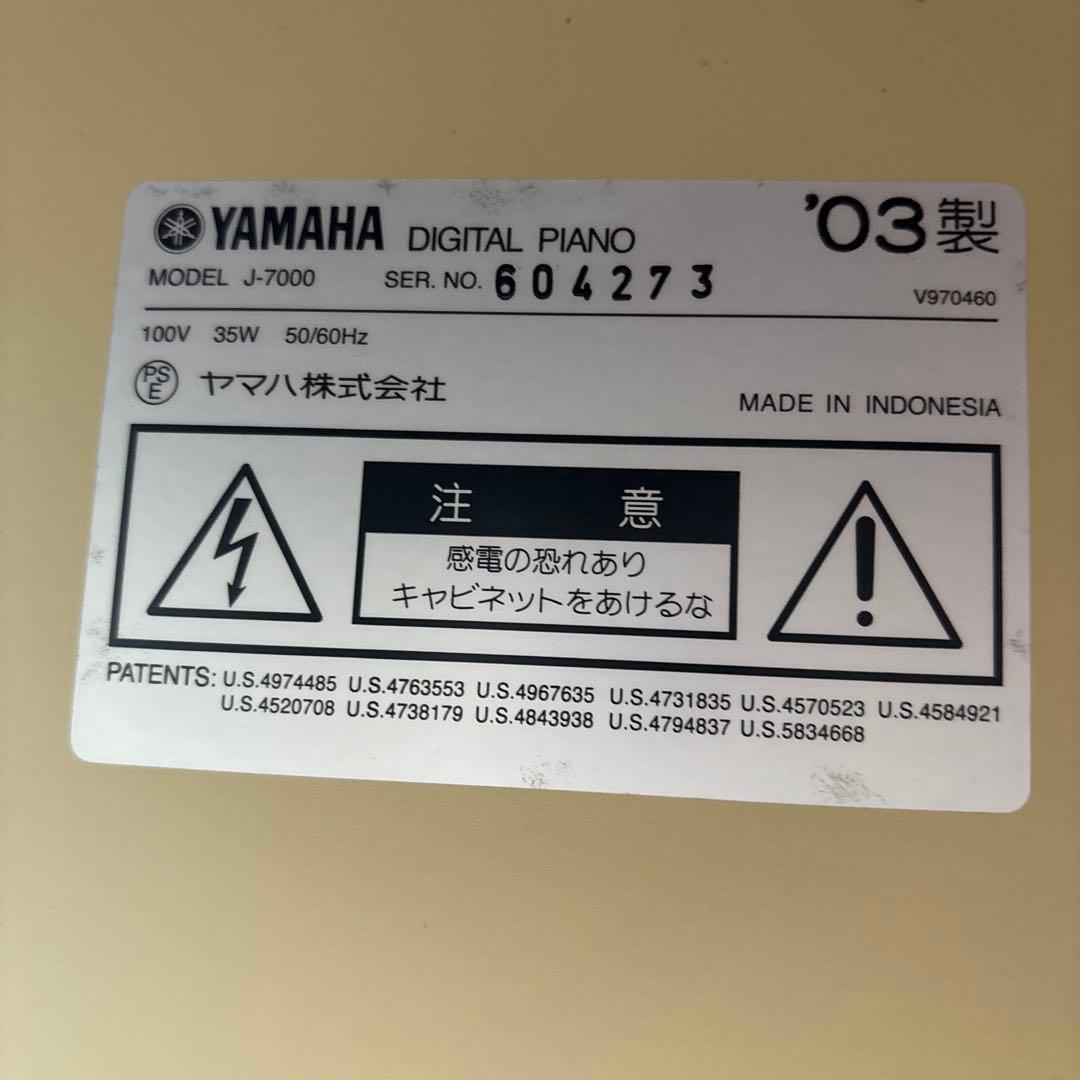 YAMAHA DIGITAL PIANO '03製
MODEL J-7000 SER. NO. 604273 V970460
100V 35W 50/60Hz
PSE ヤマハ株式会社
MADE IN INDONESIA
注意
感電の恐れあり
キャビネットをあけるな
PATENTS: U.S.4974485 U.S.4763553 U.S.4967635 U.S.4731835 U.S.4570523 U.S.4584921
U.S.4520708 U.S.4738179 U.S.4843938 U.S.4794837 U.S.5834668